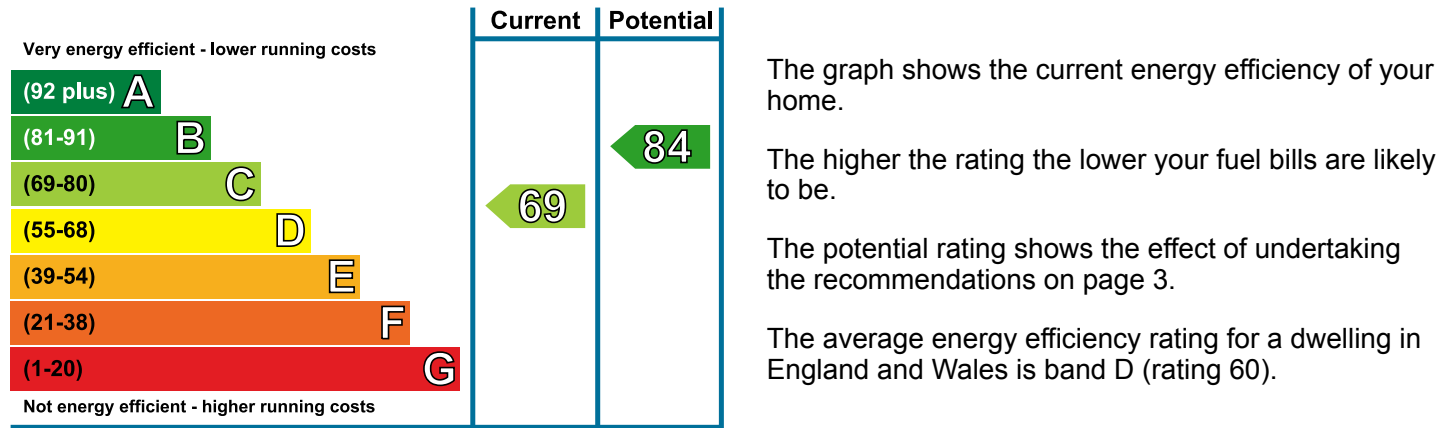 Current Potential
Very energy efficient - lower running costs
(92 plus) A
(81-91) B
84
(69-80) C
69
(55-68) D
(39-54) E
(21-38) F
(1-20) G
Not energy efficient - higher running costs
The graph shows the current energy efficiency of your
home.
The higher the rating the lower your fuel bills are likely
to be.
The potential rating shows the effect of undertaking
the recommendations on page 3.
The average energy efficiency rating for a dwelling in
England and Wales is band D (rating 60).